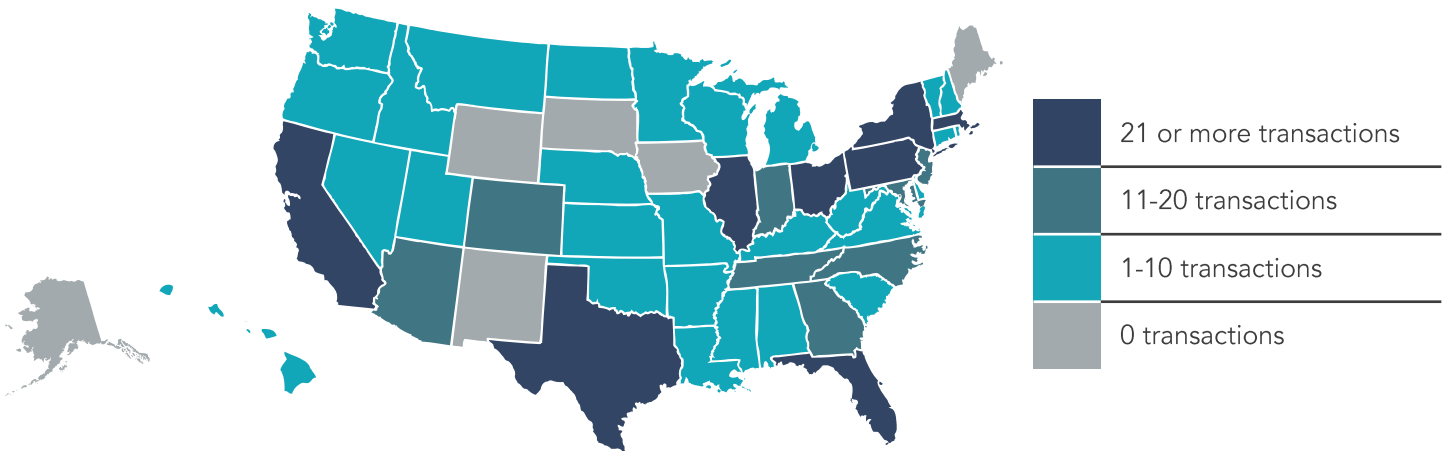 21 or more transactions
11-20 transactions
1-10 transactions
0 transactions